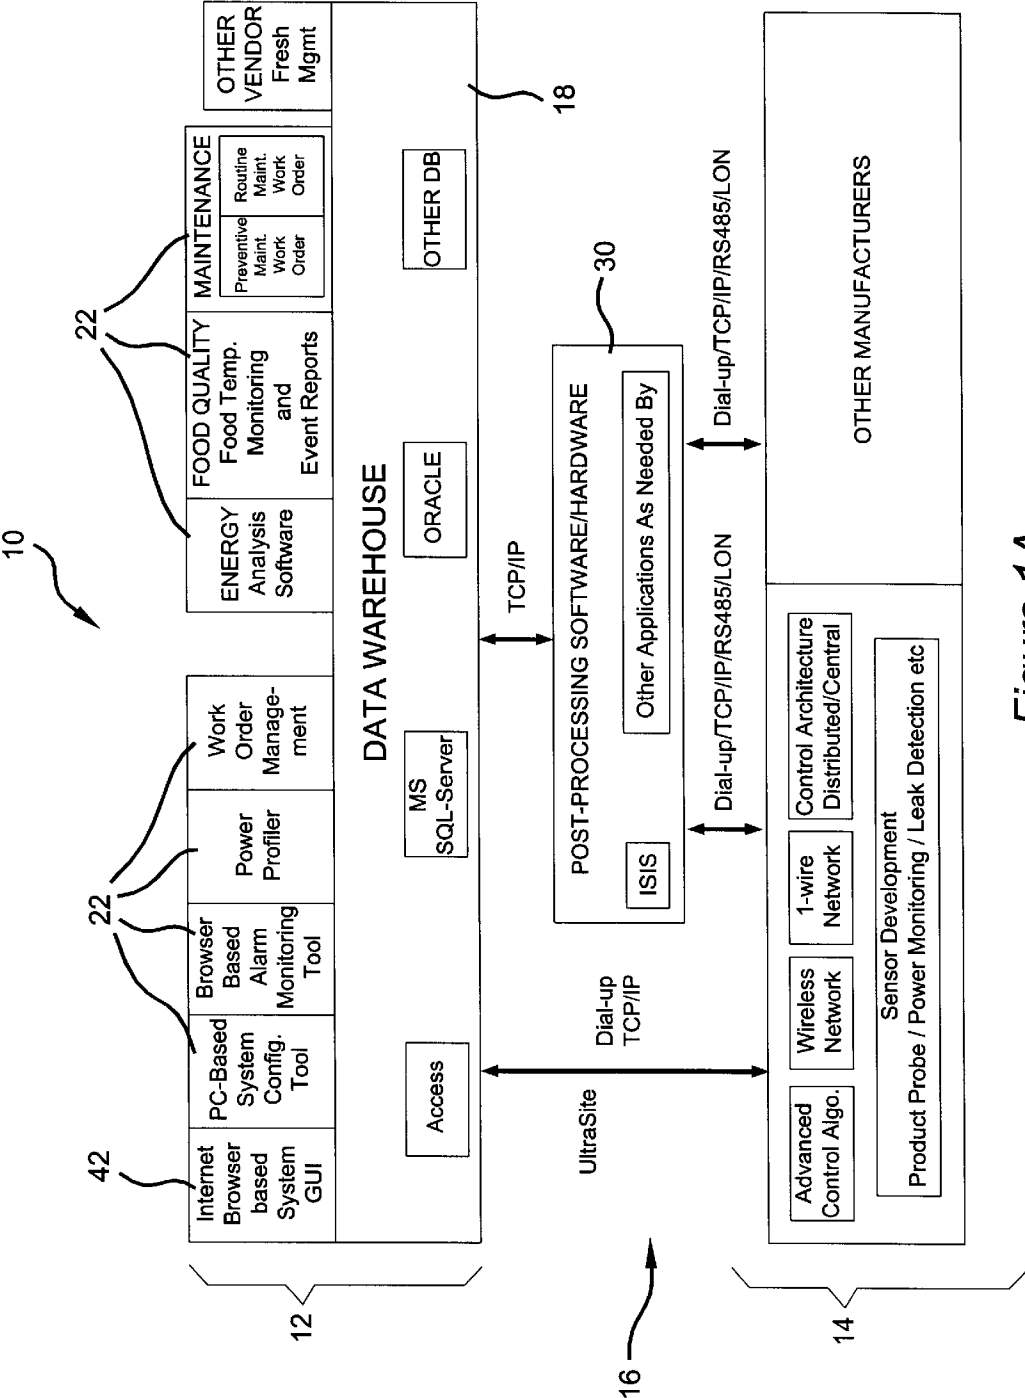 10
42
22
22
Internet
Browser
based
System
GUI
PC-Based
System
Config.
Tool
Browser
Based
Alarm
Monitoring
Tool
Power
Profiler
Work
Order
Manage-
ment
ENERGY
Analysis
Software
FOOD QUALITY
Food Temp.
Monitoring
and
Event Reports
MAINTENANCE
Preventive
Maint.
Work
Order
Routine
Maint.
Work
Order
OTHER
VENDOR
Fresh
Mgmt
12
DATA WAREHOUSE
Access
MS
SQL-Server
ORACLE
OTHER DB
18
TCP/IP
UltraSite
Dial-up
TCP/IP
16
POST-PROCESSING SOFTWARE/HARDWARE
30
ISIS
Other Applications As Needed By
Dial-up/TCP/IP/RS485/LON
Dial-up/TCP/IP/RS485/LON
14
Advanced
Control Algo.
Wireless
Network
1-wire
Network
Control Architecture
Distributed/Central
Sensor Development
Product Probe / Power Monitoring / Leak Detection etc
OTHER MANUFACTURERS
Figure 1A